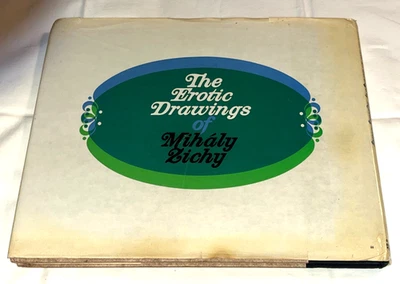 The
Erotic
Drawings
of
Mihály
Zichy